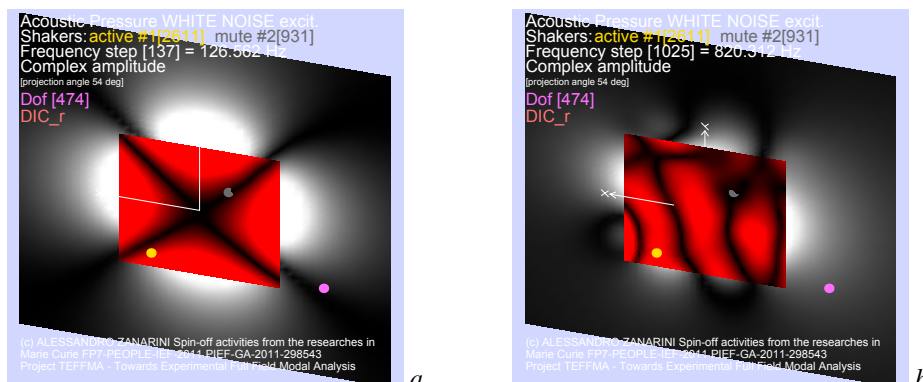 Acoustic Pressure WHITE NOISE excit.
Shakers: active #1[2611] mute #2[931]
Frequency step [137] = 126.562 Hz
Complex amplitude
[projection angle 54 deg]
Dof [474]
DIC_r
(c) ALESSANDRO ZANARINI Spin-off activities from the researches in
Marie Curie FP7-PEOPLE-IEF-2011 PIEF-GA-2011-298543
Project TEFFMA - Towards Experimental Full Field Modal Analysis
a
Acoustic Pressure WHITE NOISE excit.
Shakers: active #1[2611] mute #2[931]
Frequency step [1025] = 820.312 Hz
Complex amplitude
[projection angle 54 deg]
Dof [474]
DIC_r
X
X
(c) ALESSANDRO ZANARINI Spin-off activities from the researches in
Marie Curie FP7-PEOPLE-IEF-2011 PIEF-GA-2011-298543
Project TEFFMA - Towards Experimental Full Field Modal Analysis
b